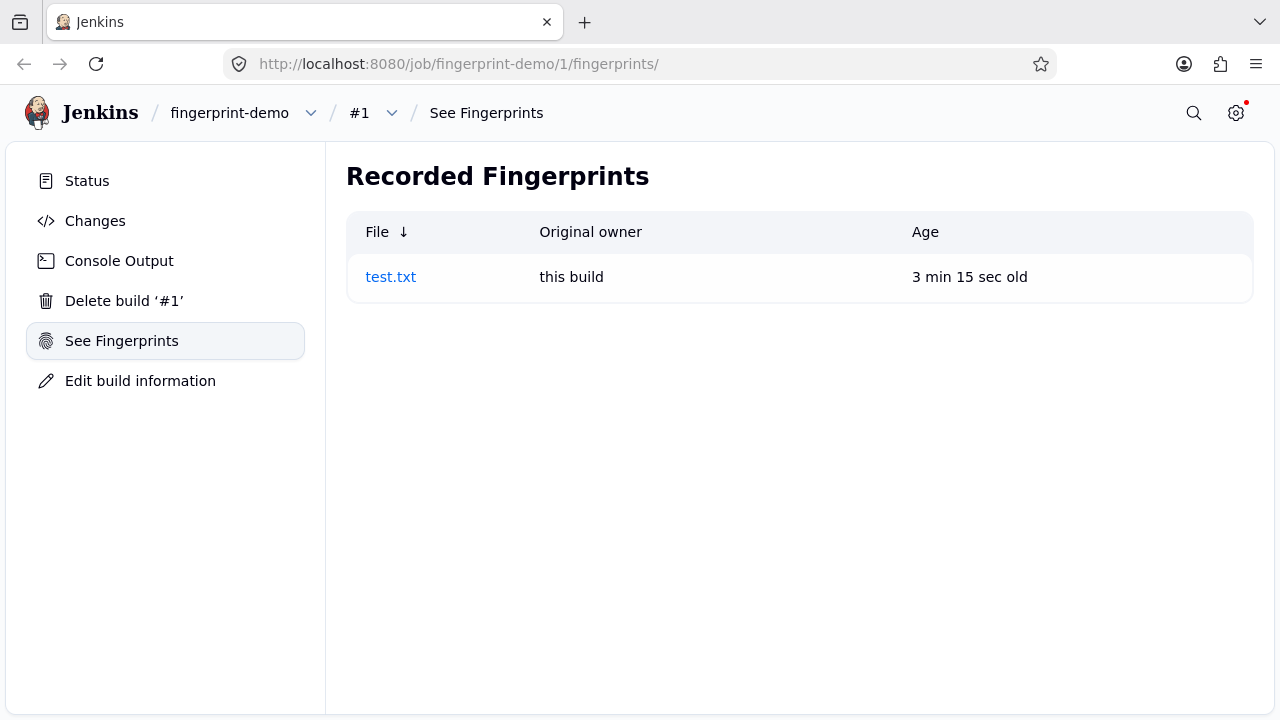 Jenkins
http://localhost:8080/job/fingerprint-demo/1/fingerprints/
Jenkins / fingerprint-demo / #1 / See Fingerprints
Status
Changes
Console Output
Delete build ‘#1’
See Fingerprints
Edit build information
Recorded Fingerprints
File ↓ Original owner Age
test.txt this build 3 min 15 sec old